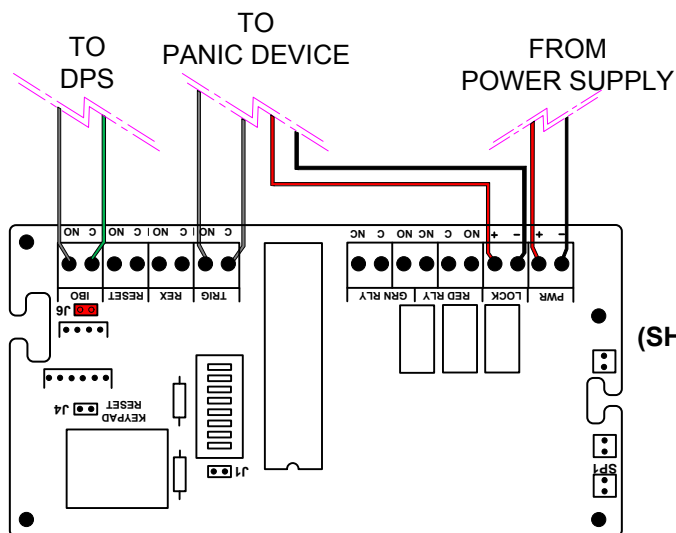 TO
DPS
TO
PANIC DEVICE
FROM
POWER SUPPLY
NO C NO C NO C NO C
NC C NO NC C NO + - + -
IBO RESET REX TRIG
GRN RLY RED RLY LOCK PWR
J6
(SH
J4
KEYPAD
RESET
J1
SP1